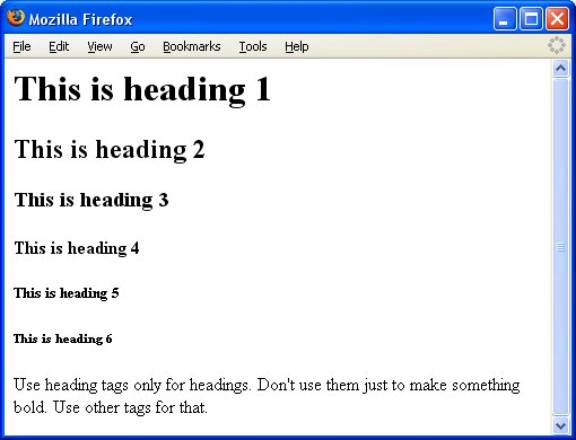 Mozilla Firefox
File Edit View Go Bookmarks Tools Help
This is heading 1
This is heading 2
This is heading 3
This is heading 4
This is heading 5
This is heading 6
Use heading tags only for headings. Don't use them just to make something
bold. Use other tags for that.